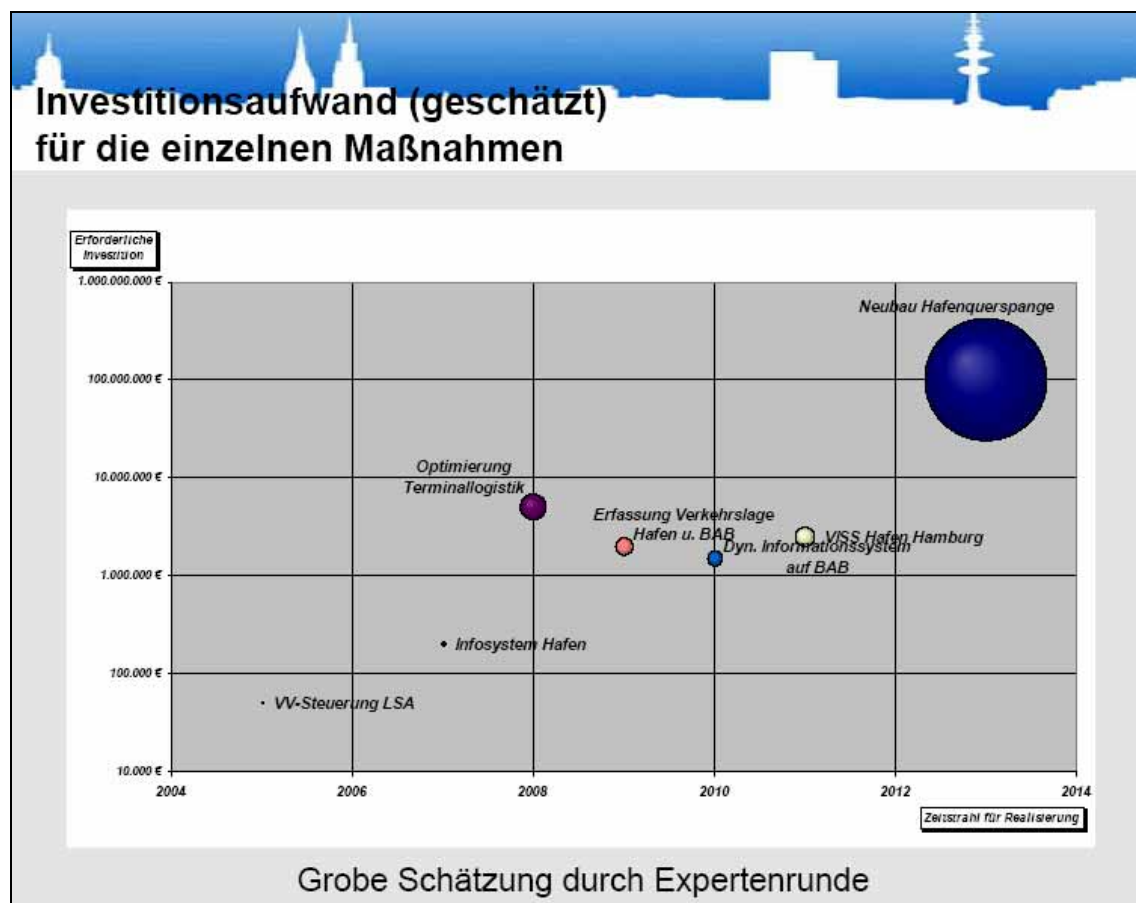 Investitionsaufwand (geschätzt)
für die einzelnen Maßnahmen
Erforderliche
Investition
1.000.000.000 €
Neubau Hafenquerspange
100.000.000 €
10.000.000 €
Optimierung
Terminallogistik
Erfassung Verkehrslage
Hafen u. BAB
VISS Hafen Hamburg
Dyn. Informationssystem
auf BAB
1.000.000 €
Infosystem Hafen
100.000 €
VV-Steuerung LSA
10.000 €
2004 2006 2008 2010 2012 2014
Zeitstrahl für Realisierung
Grobe Schätzung durch Expertenrunde